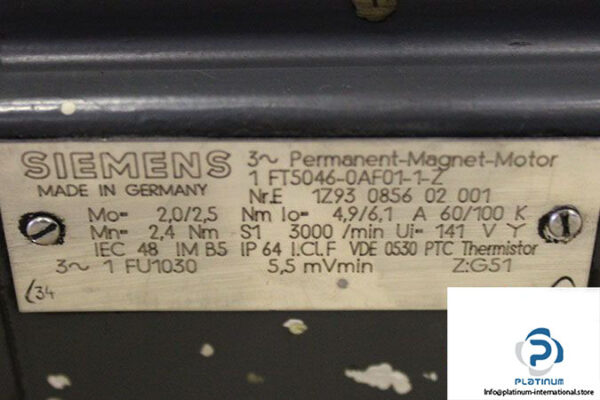 SIEMENS 3~ Permanent-Magnet-Motor
MADE IN GERMANY 1 FT5046-0AF01-1-Z
Nr.E 1Z93 0856 02 001
Mo= 2,0/2,5 Nm Io= 4,9/6,1 A 60/100 K
Mn= 2,4 Nm S1 3000 /min Ui= 141 V Y
IEC 48 IM B5 IP 64 I.Cl.F VDE 0530 PTC Thermistor
3~ 1 FU1030 5,5 mVmin Z:G51
34
PLATINUM
info@platinum-international.store